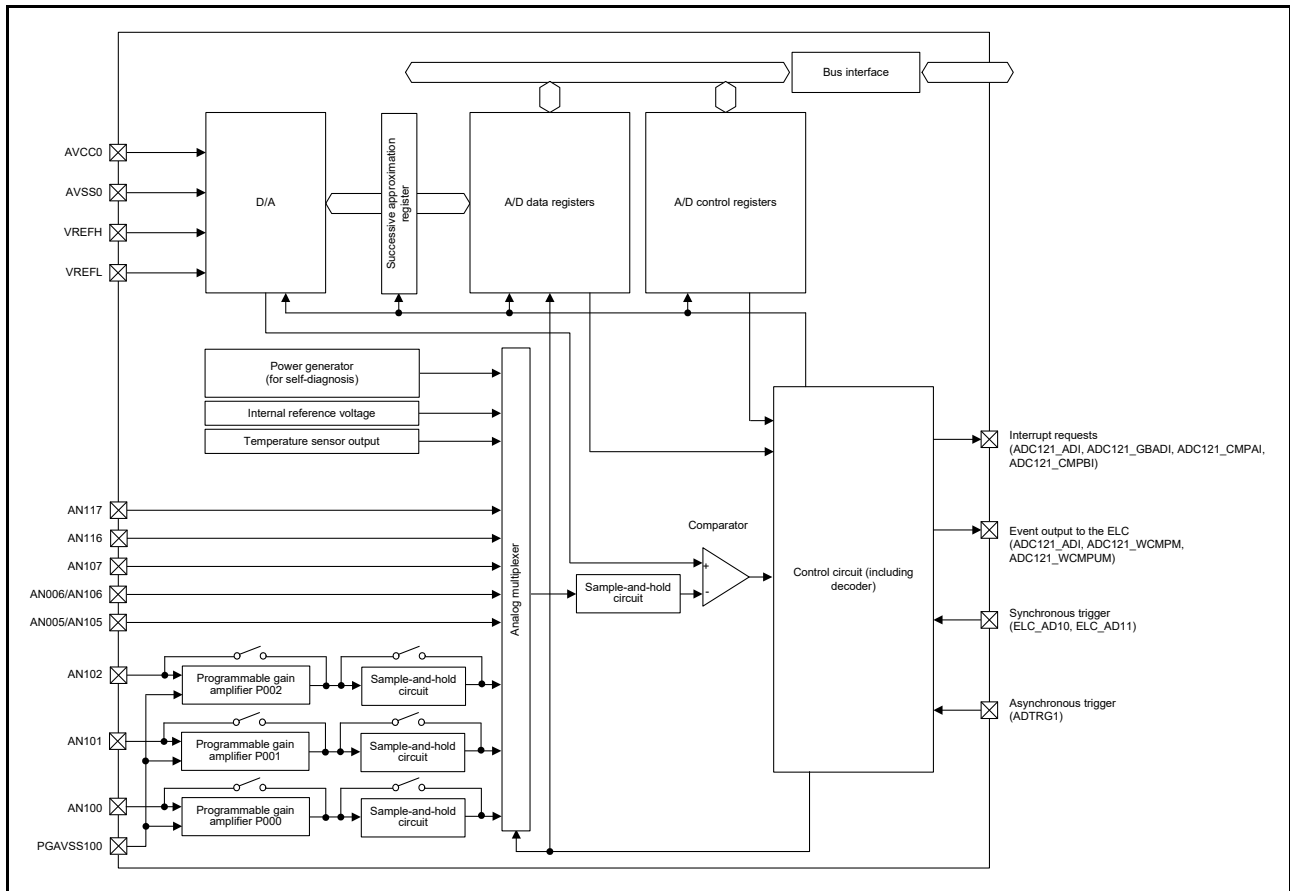 Bus interface
AVCC0
AVSS0
VREFH
VREFL
D/A
Successive approximation
register
A/D data registers
A/D control registers
Power generator
(for self-diagnosis)
Internal reference voltage
Temperature sensor output
AN117
AN116
AN107
AN006/AN106
AN005/AN105
AN102
AN101
AN100
PGAVSS100
Programmable gain
amplifier P002
Sample-and-hold
circuit
Programmable gain
amplifier P001
Sample-and-hold
circuit
Programmable gain
amplifier P000
Sample-and-hold
circuit
Analog multiplexer
Sample-and-hold
circuit
Comparator
+
-
Control circuit (including
decoder)
Interrupt requests
(ADC121_ADI, ADC121_GBADI, ADC121_CMPAI,
ADC121_CMPBI)
Event output to the ELC
(ADC121_ADI, ADC121_WCMPM,
ADC121_WCMPUM)
Synchronous trigger
(ELC_AD10, ELC_AD11)
Asynchronous trigger
(ADTRG1)